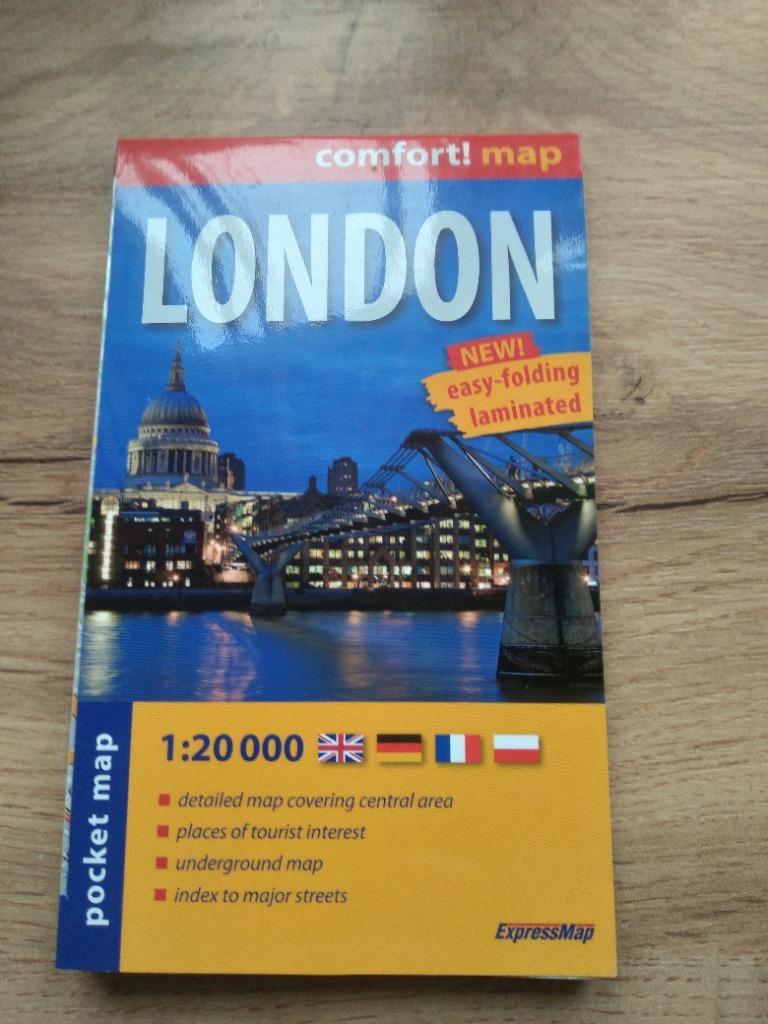 comfort! map
LONDON
NEW!
easy-folding
laminated
pocket map
1:20 000
detailed map covering central area
places of tourist interest
underground map
index to major streets
ExpressMap